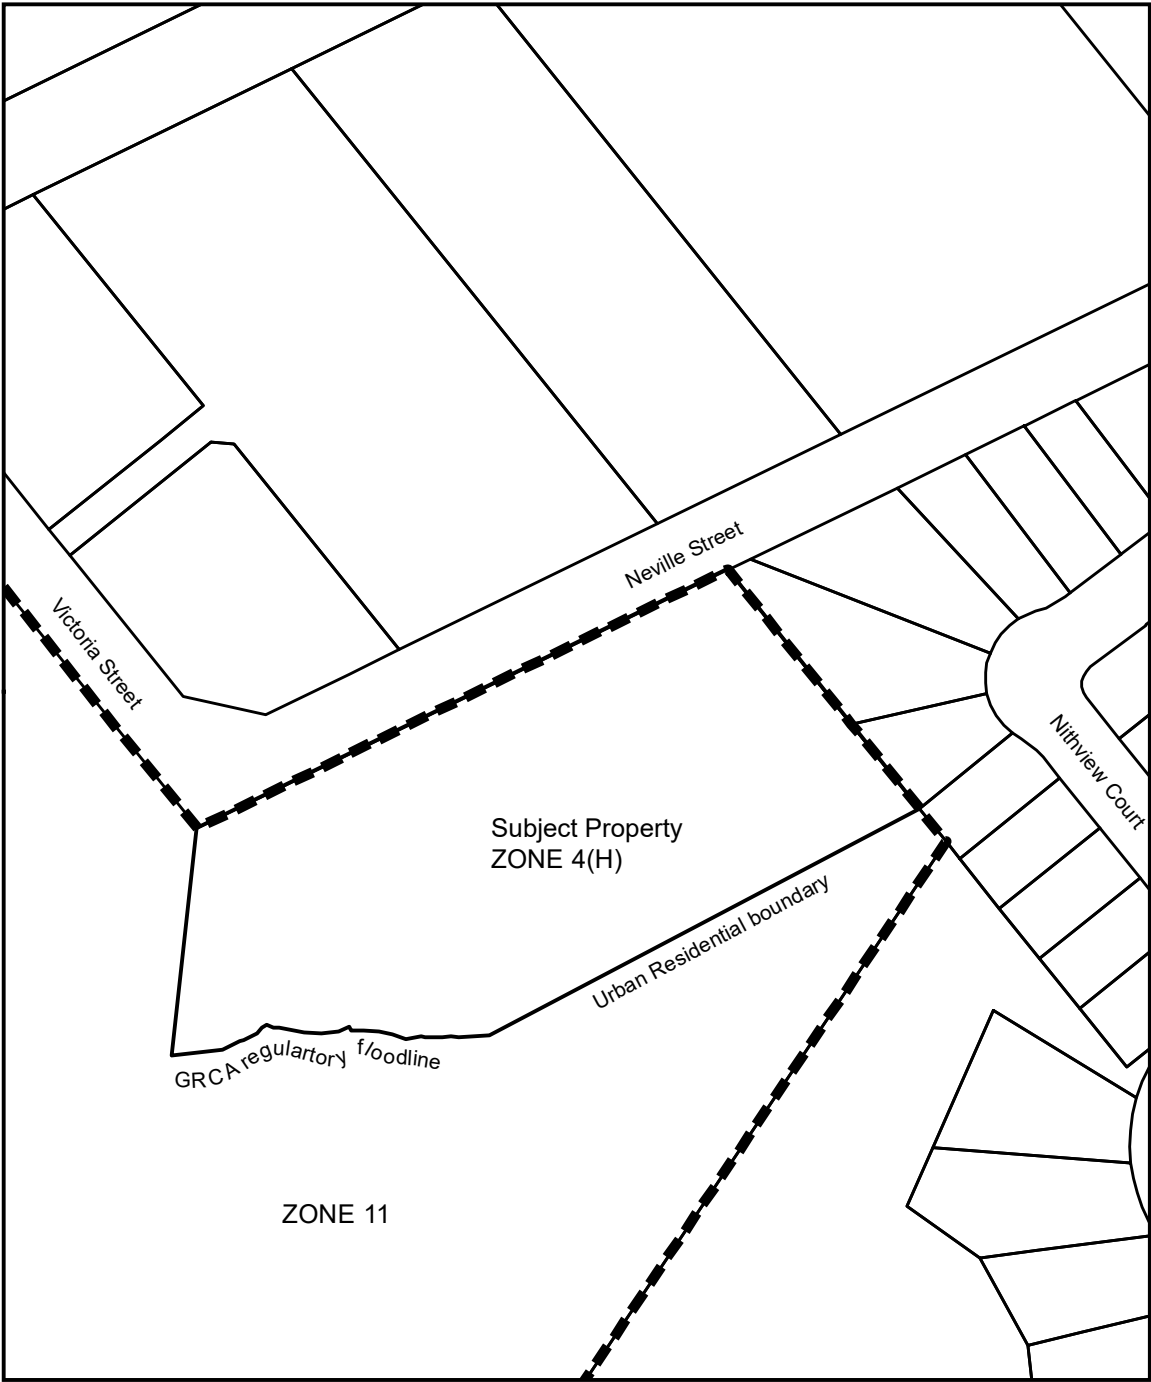 Neville Street
Victoria Street
Nithview Court
Subject Property
ZONE 4(H)
Urban Residential boundary
GRCA regulartory floodline
ZONE 11